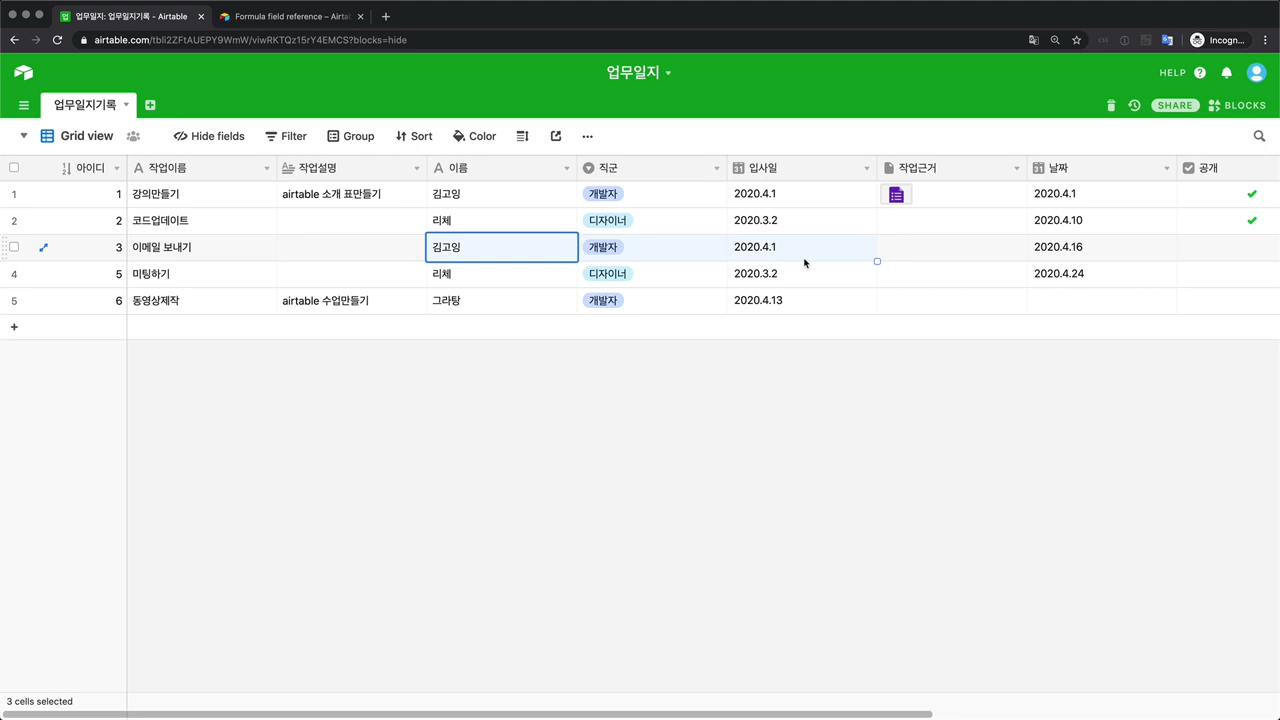 업무일지: 업무일지기록 - Airtable
Formula field reference – Airta
airtable.com/tbli2ZFtAUEPY9WmW/viwRKTQz15rY4EMCS?blocks=hide
Incogn...
업무일지
HELP
업무일지기록
SHARE
BLOCKS
Grid view
Hide fields
Filter
Group
Sort
Color
아이디 작업이름 작업설명 이름 직군 입사일 작업근거 날짜 공개
1 1 강의만들기 airtable 소개 표만들기 김고잉 개발자 2020.4.1 2020.4.1
2 2 코드업데이트 리체 디자이너 2020.3.2 2020.4.10
3 이메일 보내기 김고잉 개발자 2020.4.1 2020.4.16
4 5 미팅하기 리체 디자이너 2020.3.2 2020.4.24
5 6 동영상제작 airtable 수업만들기 그라탕 개발자 2020.4.13
3 cells selected